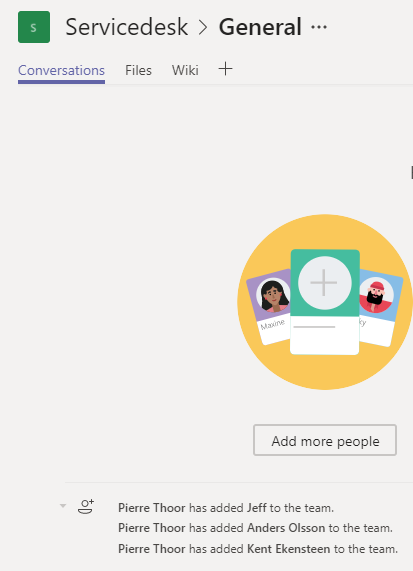 S
Servicedesk > General ···
Conversations Files Wiki +
Maxine
ky
Add more people
Pierre Thoor has added Jeff to the team.
Pierre Thoor has added Anders Olsson to the team.
Pierre Thoor has added Kent Ekensteen to the team.